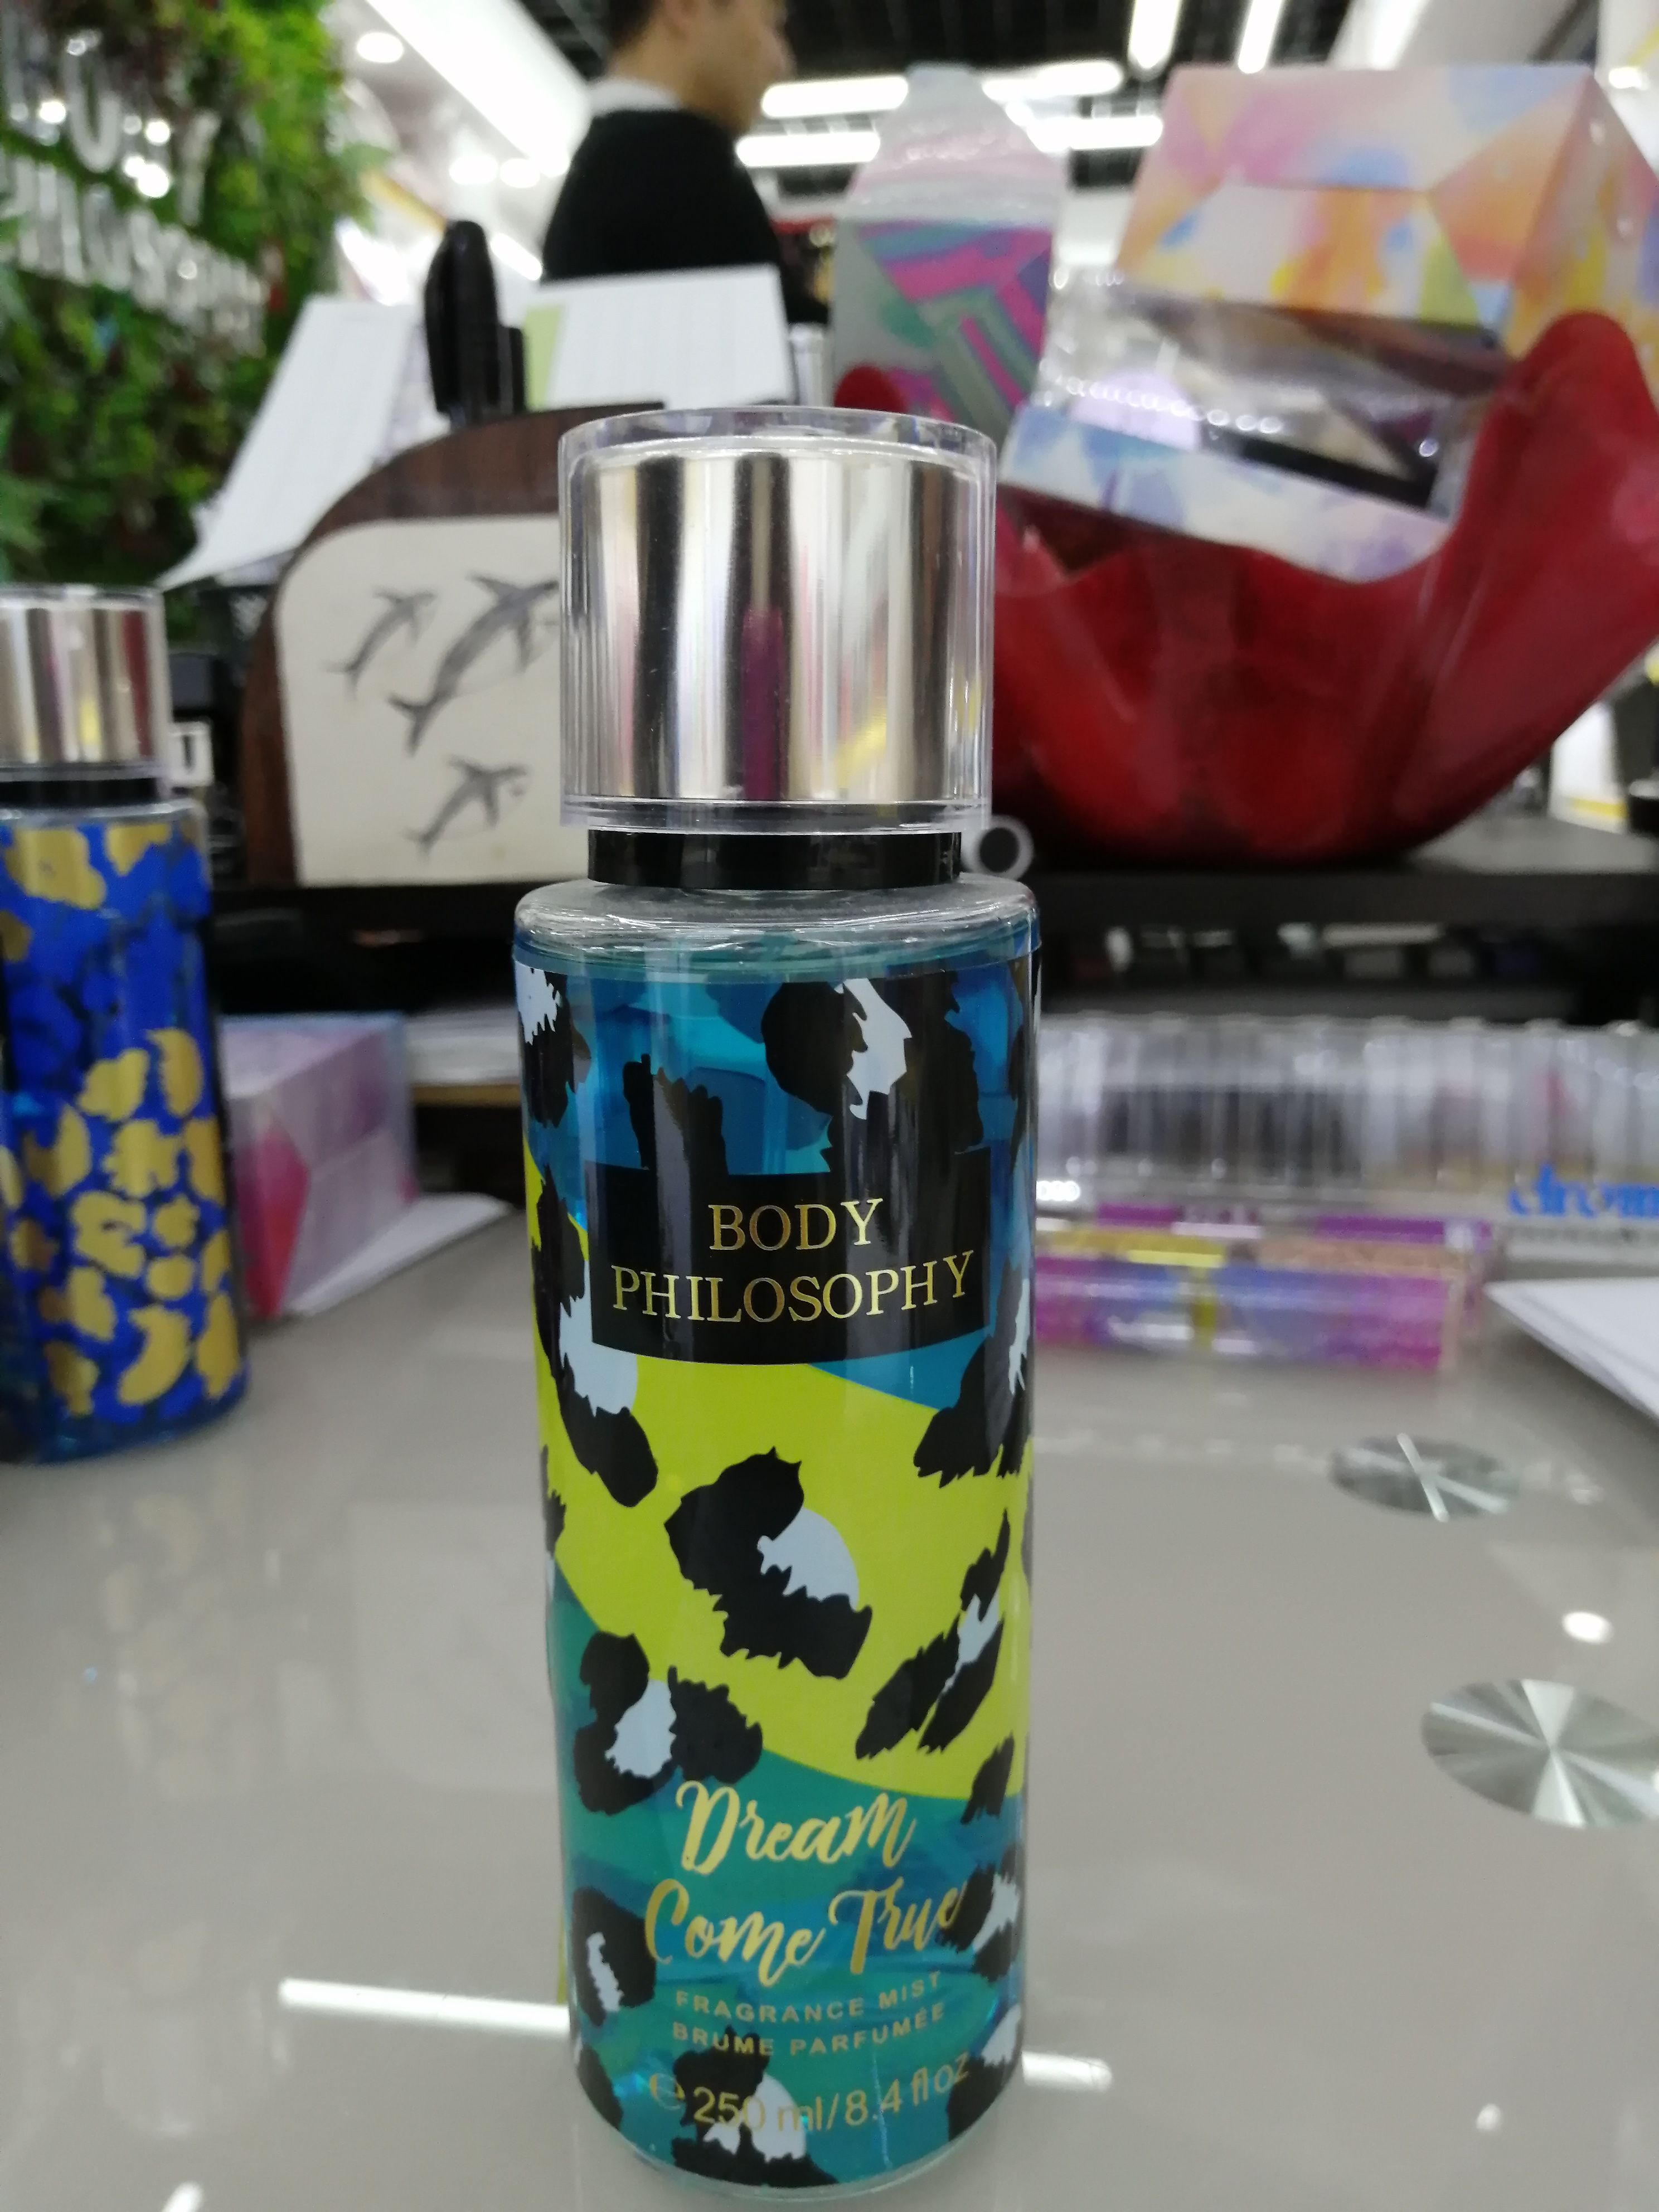 BODY
PHILOSOPHY
Dream
Come True
FRAGRANCE MIST
BRUME PARFUMÉE
e 250 ml/8.4 fl oz